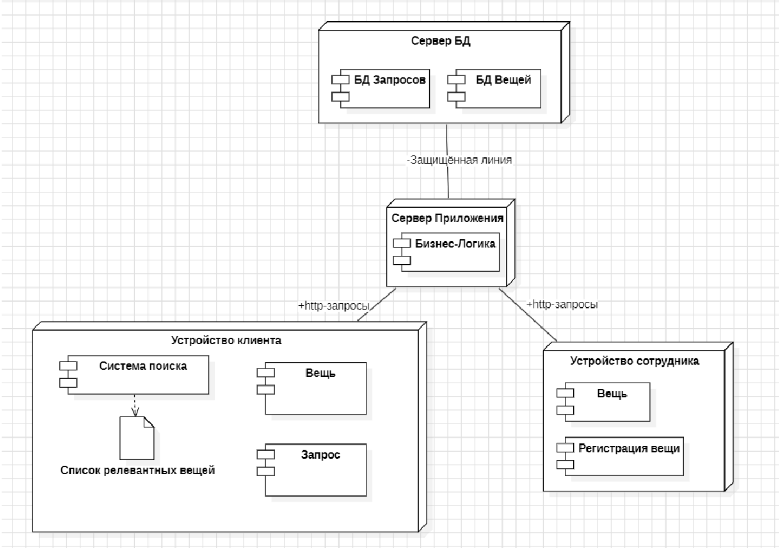 Сервер БД
БД Запросов
БД Вещей
-Защищённая линия
Сервер Приложения
Бизнес-Логика
+http-запросы
+http-запросы
Устройство клиента
Система поиска
Вещь
Список релевантных вещей
Запрос
Устройство сотрудника
Вещь
Регистрация вещи